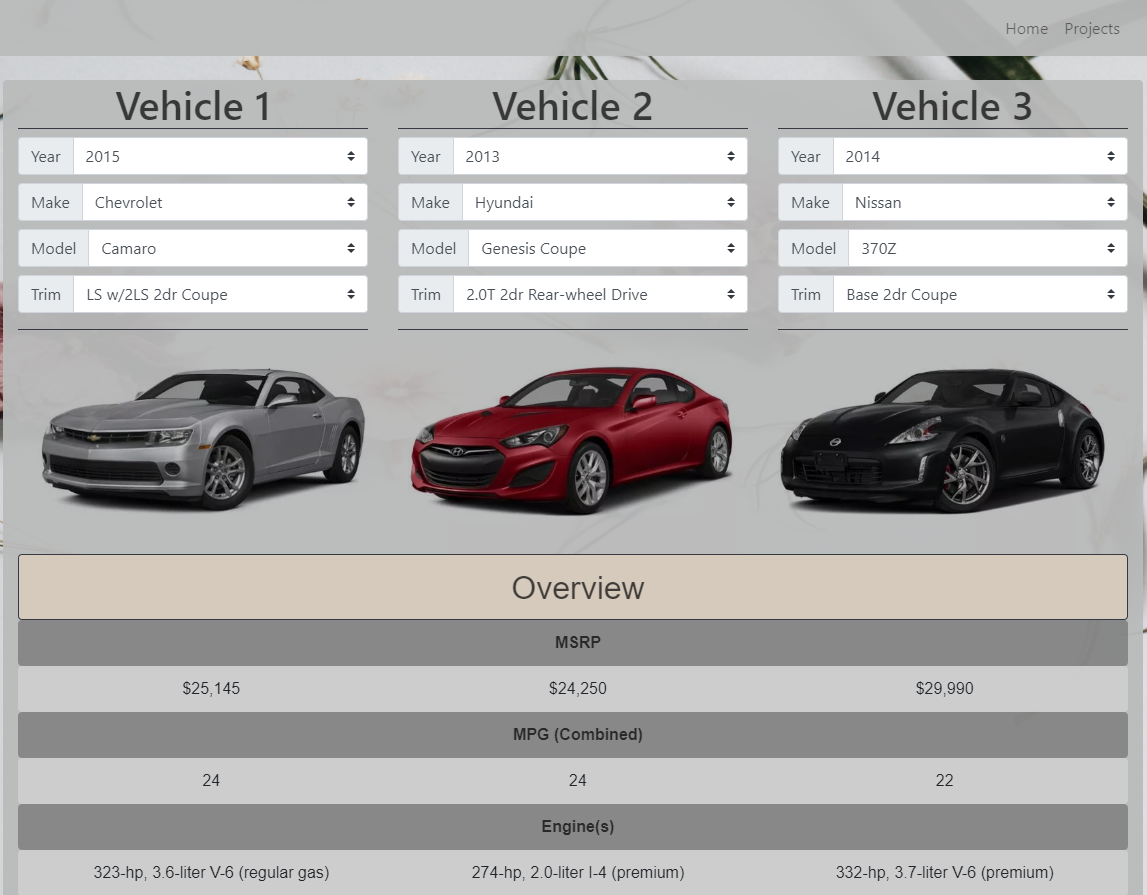 Home Projects
Vehicle 1 Vehicle 2 Vehicle 3
Year 2015 Year 2013 Year 2014
Make Chevrolet Make Hyundai Make Nissan
Model Camaro Model Genesis Coupe Model 370Z
Trim LS w/2LS 2dr Coupe Trim 2.0T 2dr Rear-wheel Drive Trim Base 2dr Coupe
Overview
MSRP
$25,145 $24,250 $29,990
MPG (Combined)
24 24 22
Engine(s)
323-hp, 3.6-liter V-6 (regular gas) 274-hp, 2.0-liter I-4 (premium) 332-hp, 3.7-liter V-6 (premium)